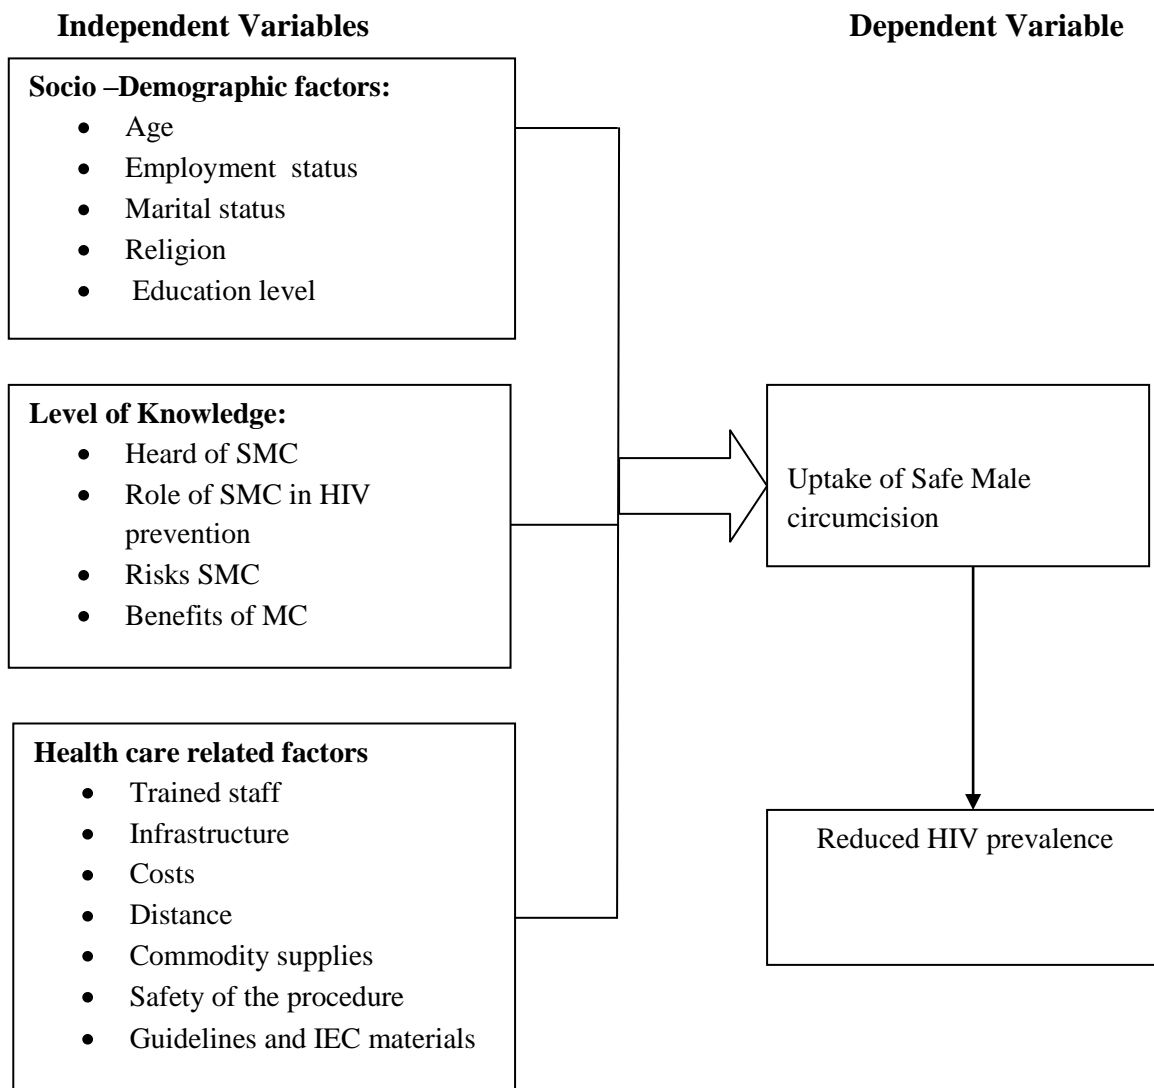 Independent Variables
Dependent Variable
Socio –Demographic factors:
• Age
• Employment status
• Marital status
• Religion
• Education level
Level of Knowledge:
• Heard of SMC
• Role of SMC in HIV
prevention
• Risks SMC
• Benefits of MC
Health care related factors
• Trained staff
• Infrastructure
• Costs
• Distance
• Commodity supplies
• Safety of the procedure
• Guidelines and IEC materials
Uptake of Safe Male
circumcision
Reduced HIV prevalence